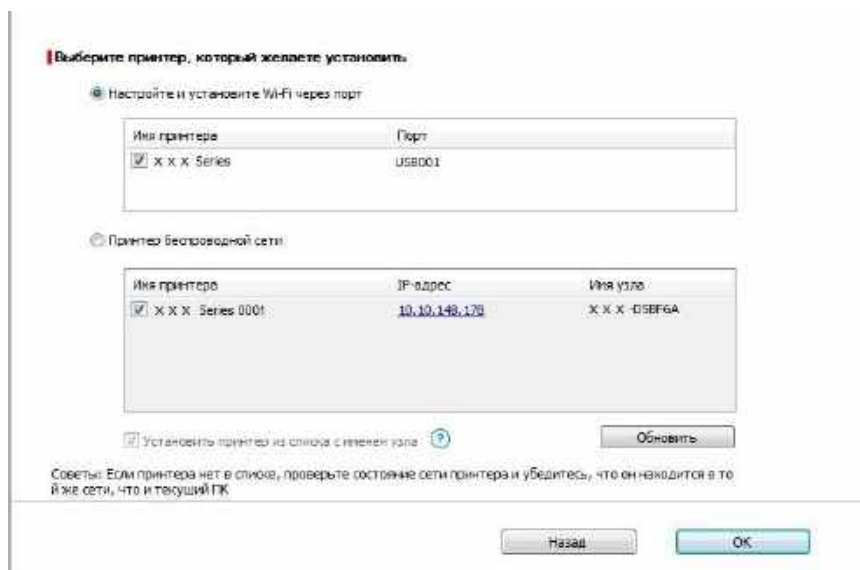 Выберите принтер, который желаете установить
Настройте и установите Wi-Fi через порт
Имя принтера Порт
X X X Series USB001
Принтер беспроводной сети
Имя принтера IP-адрес Имя узла
X X X Series 0001 10.10.148.178 X X X -D5BF6A
Установить принтер из списка с именем узла ?
Обновить
Советы: Если принтера нет в списке, проверьте состояние сети принтера и убедитесь, что он находится в то
й же сети, что и текущий ПК
Назад OK